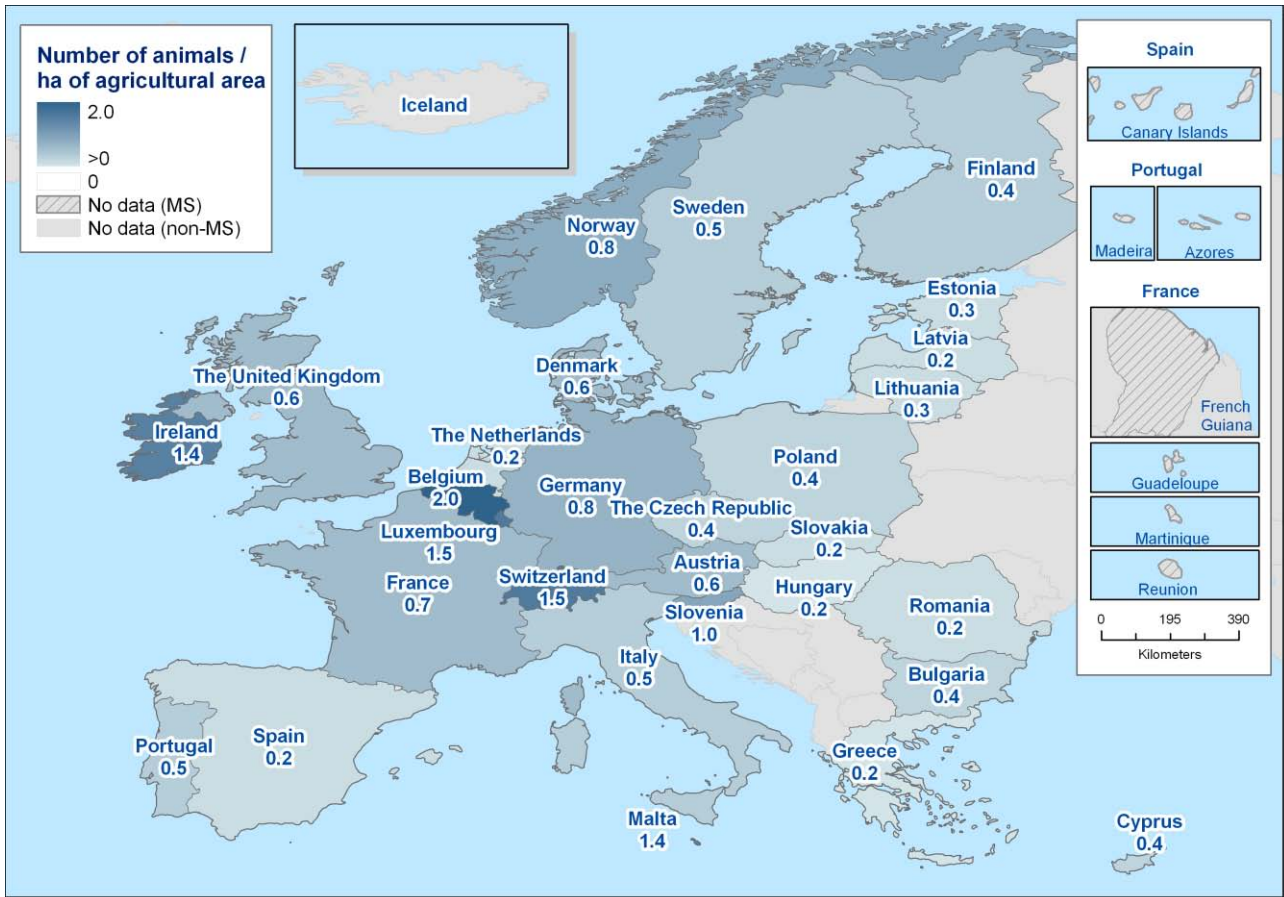 Number of animals /
ha of agricultural area
2.0
>0
0
No data (MS)
No data (non-MS)
Iceland
Finland
0.4
Sweden
0.5
Norway
0.8
Estonia
0.3
Latvia
0.2
Lithuania
0.3
Denmark
0.6
The United Kingdom
0.6
Ireland
1.4
The Netherlands
0.2
Belgium
2.0
Germany
0.8
Poland
0.4
The Czech Republic
0.4
Slovakia
0.2
Luxembourg
1.5
France
0.7
Switzerland
1.5
Austria
0.6
Hungary
0.2
Slovenia
1.0
Romania
0.2
Italy
0.5
Bulgaria
0.4
Portugal
0.5
Spain
0.2
Greece
0.2
Malta
1.4
Cyprus
0.4
Spain
Canary Islands
Portugal
Madeira
Azores
France
French
Guiana
Guadeloupe
Martinique
Reunion
0 195 390
Kilometers